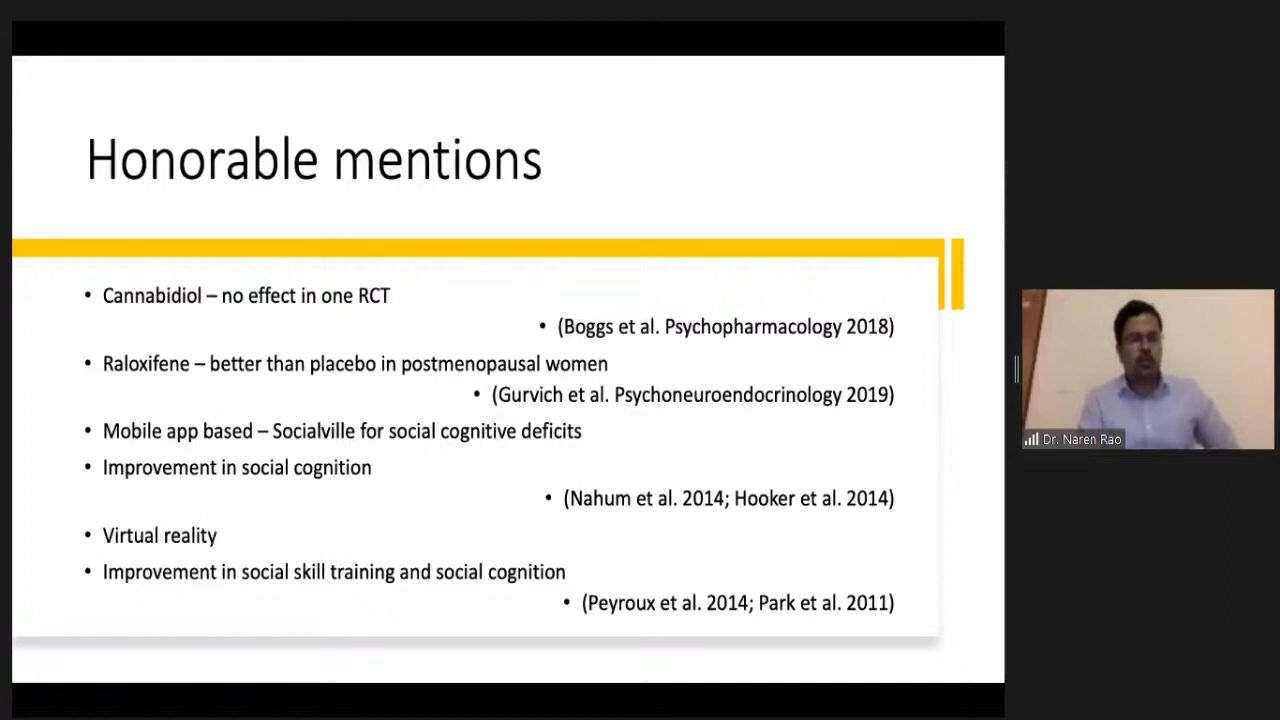 Honorable mentions
• Cannabidiol – no effect in one RCT
• (Boggs et al. Psychopharmacology 2018)
• Raloxifene – better than placebo in postmenopausal women
• (Gurvich et al. Psychoneuroendocrinology 2019)
• Mobile app based – Socialville for social cognitive deficits
• Improvement in social cognition
• (Nahum et al. 2014; Hooker et al. 2014)
• Virtual reality
• Improvement in social skill training and social cognition
• (Peyroux et al. 2014; Park et al. 2011)
Dr. Naren Rao